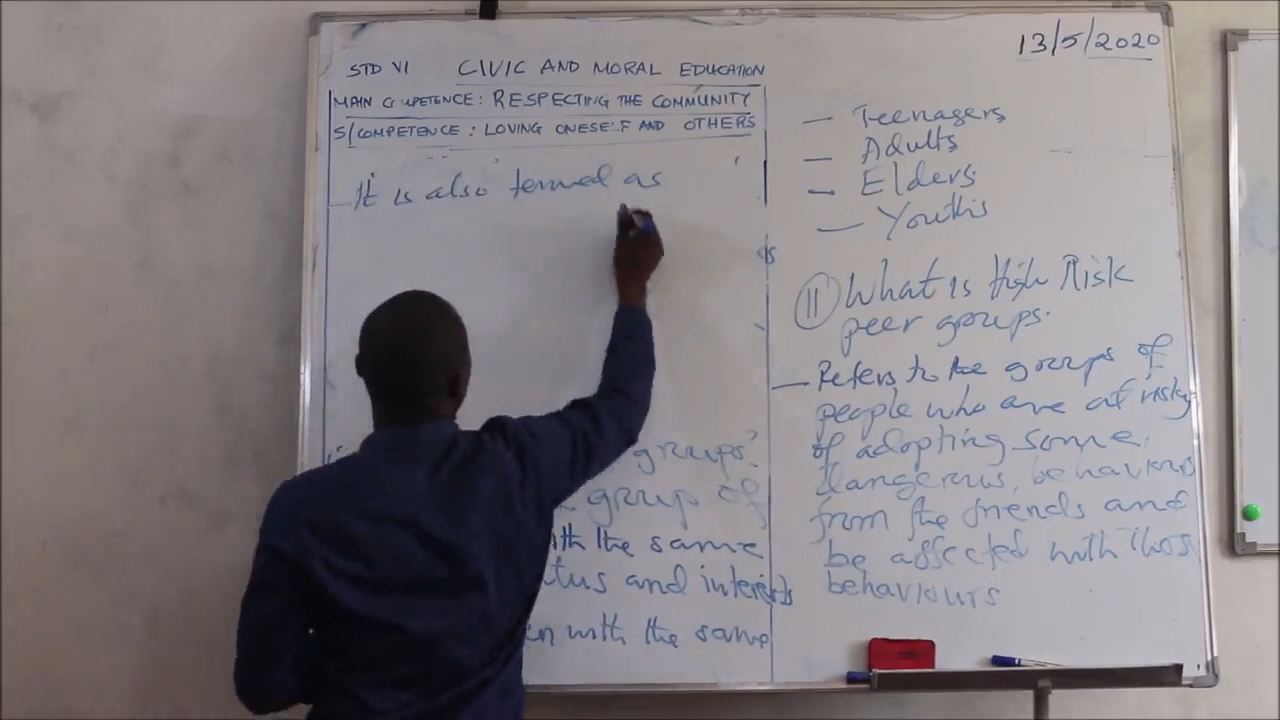 13/5/2020
STD VI CIVIC AND MORAL EDUCATION
MAIN COMPETENCE: RESPECTING THE COMMUNITY
S/COMPETENCE: LOVING ONESELF AND OTHERS
It is also termed as
groups?
group of
with the same
and interests
with the same
— Teenagers
— Adults
— Elders
— Youths
(II) What is High Risk
peer groups.
— Refers to the groups of
people who are at risky
of adopting some
dangerous behaviours
from the friends and
be affected with thos
behaviours